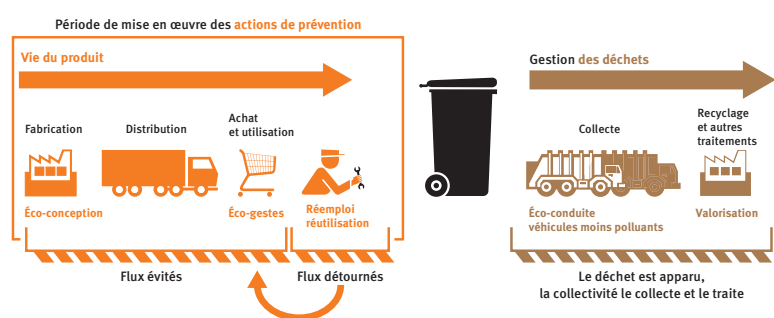 Période de mise en œuvre des actions de prévention
Vie du produit
Fabrication
Distribution
Achat
et utilisation
Éco-conception
Éco-gestes
Réemploi
réutilisation
Flux évités
Flux détournés
Gestion des déchets
Collecte
Recyclage
et autres
traitements
Éco-conduite
véhicules moins polluants
Valorisation
Le déchet est apparu,
la collectivité le collecte et le traite